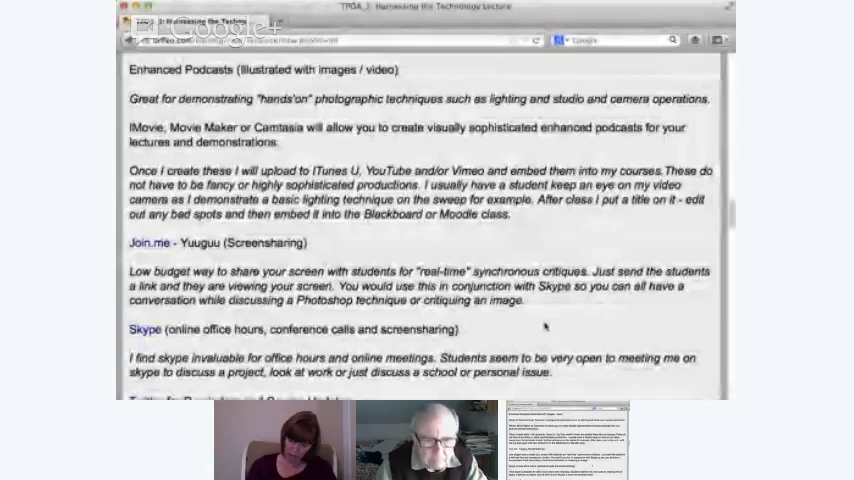 TPOA_3: Harnessing the Technology Lecture
Google+
Google
Enhanced Podcasts (Illustrated with images / video)
Great for demonstrating "hands'on" photographic techniques such as lighting and studio and camera operations.
IMovie, Movie Maker or Camtasia will allow you to create visually sophisticated enhanced podcasts for your
lectures and demonstrations.
Once I create these I will upload to ITunes U, YouTube and/or Vimeo and embed them into my courses.These do
not have to be fancy or highly sophisticated productions. I usually have a student keep an eye on my video
camera as I demonstrate a basic lighting technique on the sweep for example. After class I put a title on it - edit
out any bad spots and then embed it into the Blackboard or Moodle class.
Join.me - Yuuguu (Screensharing)
Low budget way to share your screen with students for "real-time" synchronous critiques. Just send the students
a link and they are viewing your screen. You would use this in conjunction with Skype so you can all have a
conversation while discussing a Photoshop technique or critiquing an image.
Skype (online office hours, conference calls and screensharing)
I find skype invaluable for office hours and online meetings. Students seem to be very open to meeting me on
skype to discuss a project, look at work or just discuss a school or personal issue.